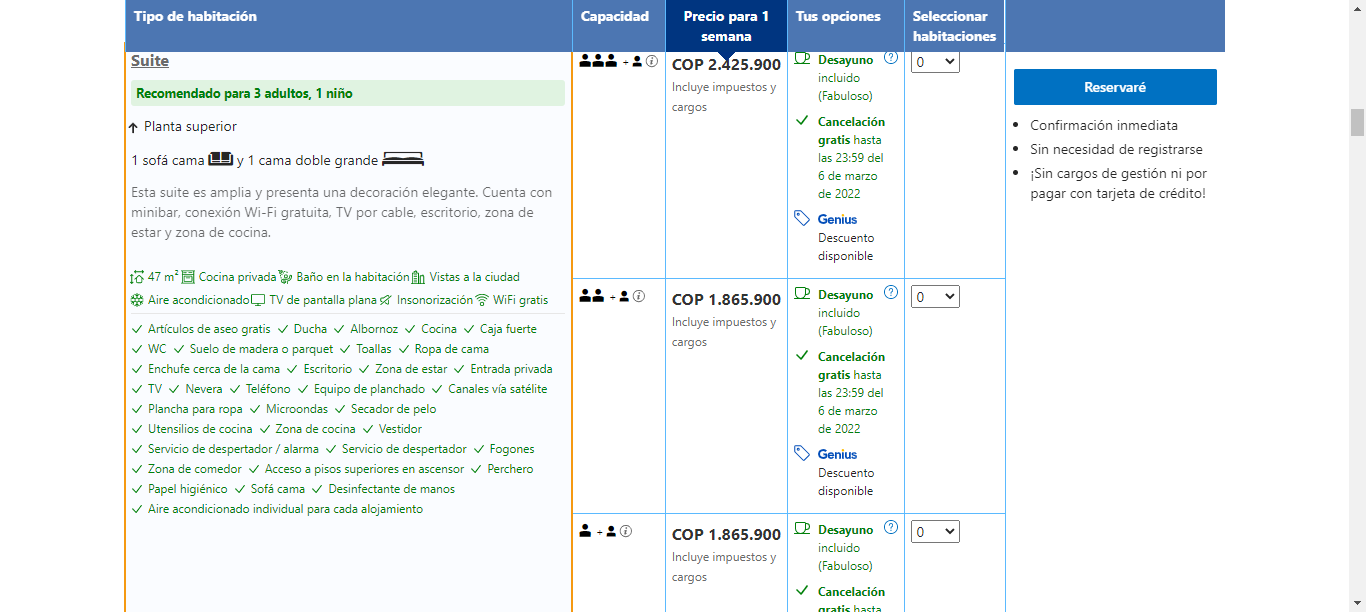 Tipo de habitación
Capacidad
Precio para 1
semana
Tus opciones
Seleccionar
habitaciones
Suite
Recomendado para 3 adultos, 1 niño
Planta superior
1 sofá cama y 1 cama doble grande
Esta suite es amplia y presenta una decoración elegante. Cuenta con
minibar, conexión Wi-Fi gratuita, TV por cable, escritorio, zona de
estar y zona de cocina.
47 m² Cocina privada Baño en la habitación Vistas a la ciudad
Aire acondicionado TV de pantalla plana Insonorización WiFi gratis
Artículos de aseo gratis Ducha Albornoz Cocina Caja fuerte
WC Suelo de madera o parquet Toallas Ropa de cama
Enchufe cerca de la cama Escritorio Zona de estar Entrada privada
TV Nevera Teléfono Equipo de planchado Canales vía satélite
Plancha para ropa Microondas Secador de pelo
Utensilios de cocina Zona de cocina Vestidor
Servicio de despertador / alarma Servicio de despertador Fogones
Zona de comedor Acceso a pisos superiores en ascensor Perchero
Papel higiénico Sofá cama Desinfectante de manos
Aire acondicionado individual para cada alojamiento
+
COP 2.425.900
Incluye impuestos y
cargos
Desayuno
incluido
(Fabuloso)
Cancelación
gratis hasta
las 23:59 del
6 de marzo
de 2022
Genius
Descuento
disponible
0
+
COP 1.865.900
Incluye impuestos y
cargos
Desayuno
incluido
(Fabuloso)
Cancelación
gratis hasta
las 23:59 del
6 de marzo
de 2022
Genius
Descuento
disponible
0
+
COP 1.865.900
Incluye impuestos y
cargos
Desayuno
incluido
(Fabuloso)
Cancelación
gratis hasta
0
Reservaré
• Confirmación inmediata
• Sin necesidad de registrarse
• ¡Sin cargos de gestión ni por
pagar con tarjeta de crédito!